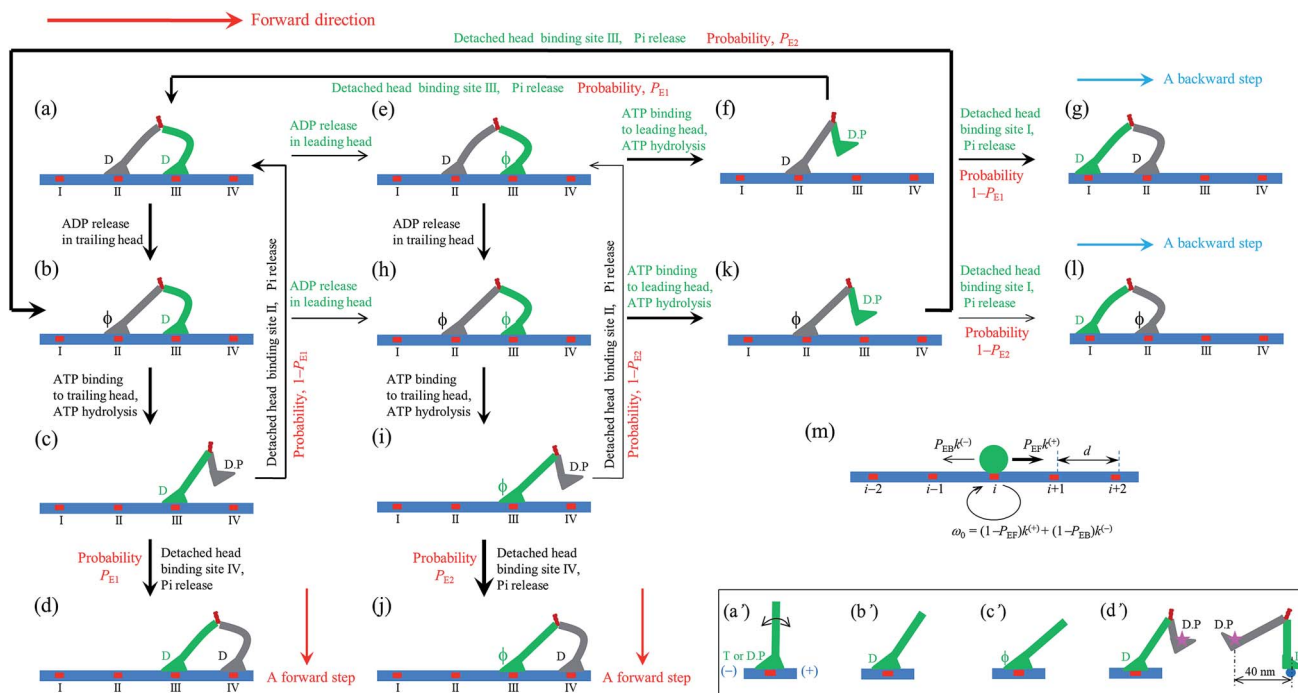 Forward direction
Detached head binding site III, Pi release Probability, PE2
Detached head binding site III, Pi release Probability, PE1
A backward step
(a)
D
D
I II III IV
ADP release
in leading head
(e)
D
ϕ
I II III IV
ATP binding
to leading head,
ATP hydrolysis
(f)
D.P
D
I II III IV
Detached head
binding site I,
Pi release
Probability
1–PE1
(g)
D
D
I II III IV
ADP release
in trailing head
ADP release
in trailing head
A backward step
(b)
ϕ
D
I II III IV
ADP release
in leading head
(h)
ϕ
ϕ
I II III IV
ATP binding
to leading head,
ATP hydrolysis
(k)
D.P
ϕ
I II III IV
Detached head
binding site I,
Pi release
Probability
1–PE2
(l)
D
ϕ
I II III IV
Detached head binding site II, Pi release
Probability, 1–PE1
Detached head binding site II, Pi release
Probability, 1–PE2
ATP binding
to trailing head,
ATP hydrolysis
ATP binding
to trailing head,
ATP hydrolysis
(c)
D.P
D
I II III IV
(i)
D.P
ϕ
I II III IV
(m)
PEBk(–) PEFk(+) d
i–2 i–1 i i+1 i+2
ω0 = (1–PEF)k(+) + (1–PEB)k(–)
Probability
PE1
Detached head
binding site IV,
Pi release
Probability
PE2
Detached head
binding site IV,
Pi release
(d)
D
D
I II III IV
A forward step
(j)
ϕ
D
I II III IV
A forward step
(a′)
T or D.P
(–) (+)
(b′)
D
(c′)
ϕ
(d′)
D.P
D
D.P
D
40 nm